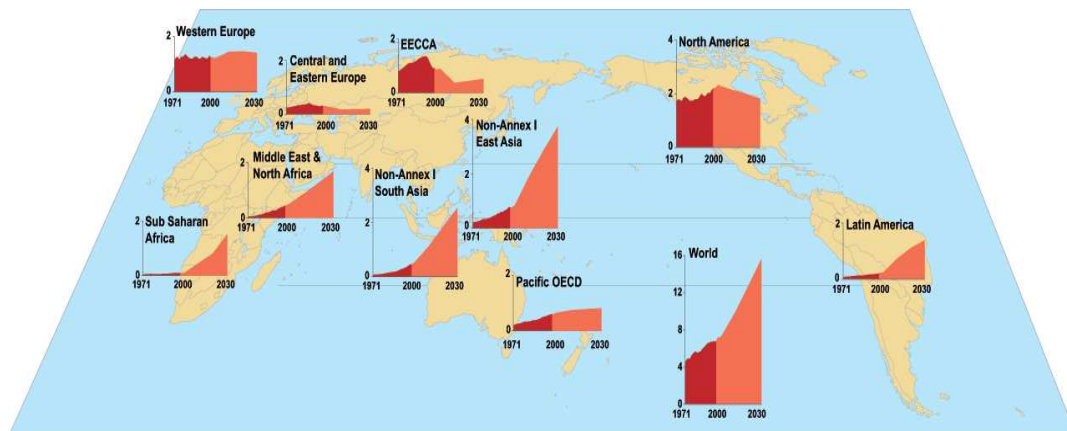 Western Europe
2
0
1971 2000 2030
Central and
Eastern Europe
2
0
1971 2000 2030
EECCA
2
0
1971 2000 2030
North America
4
2
0
1971 2000 2030
Middle East &
North Africa
2
0
1971 2000 2030
Non-Annex I
South Asia
4
2
0
1971 2000 2030
Non-Annex I
East Asia
4
2
0
1971 2000 2030
Sub Saharan
Africa
2
0
1971 2000 2030
Pacific OECD
2
0
1971 2000 2030
World
16
12
8
4
0
1971 2000 2030
Latin America
2
0
1971 2000 2030